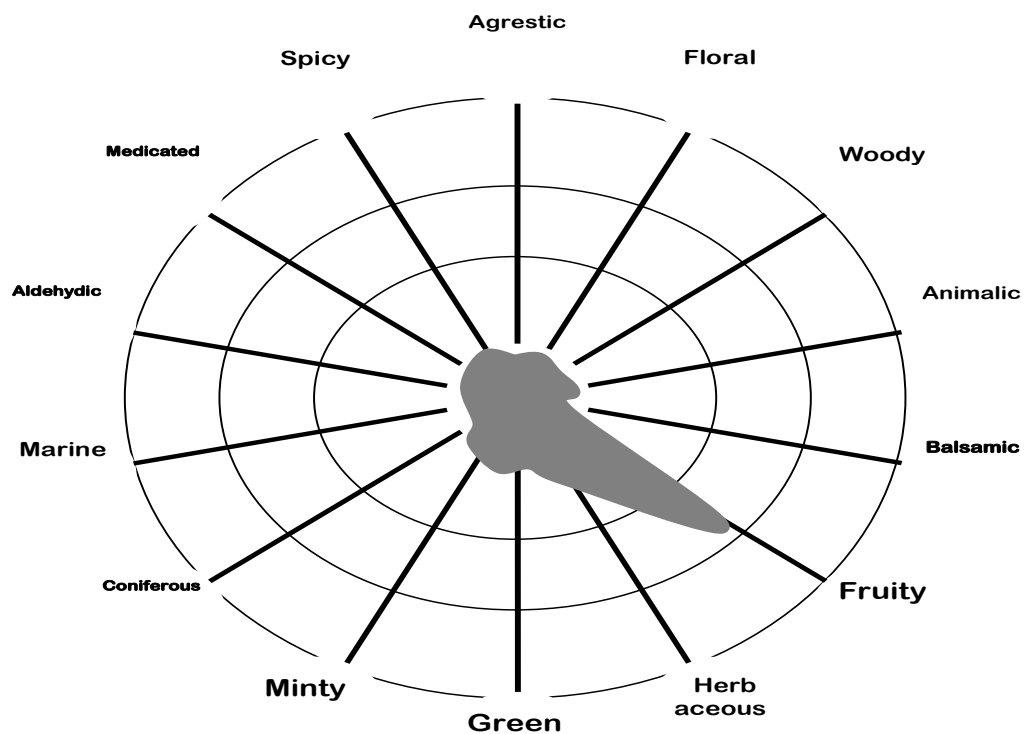 Agrestic
Spicy
Floral
Medicated
Woody
Aldehydic
Animalic
Marine
Balsamic
Coniferous
Fruity
Minty
Herb
aceous
Green